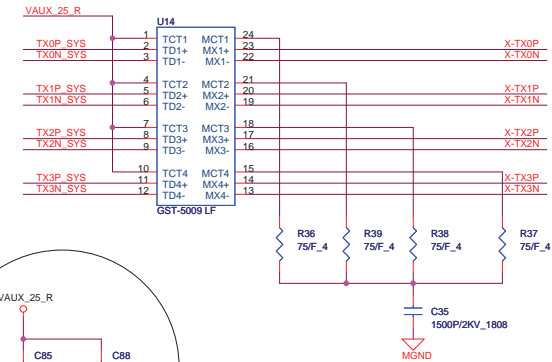 VAUX_25_R
U14
1 TCT1 MCT1 24
TX0P_SYS 2 TD1+ MX1+ 23 X-TX0P
TX0N_SYS 3 TD1- MX1- 22 X-TX0N
4 TCT2 MCT2 21
TX1P_SYS 5 TD2+ MX2+ 20 X-TX1P
TX1N_SYS 6 TD2- MX2- 19 X-TX1N
7 TCT3 MCT3 18
TX2P_SYS 8 TD3+ MX3+ 17 X-TX2P
TX2N_SYS 9 TD3- MX3- 16 X-TX2N
10 TCT4 MCT4 15
TX3P_SYS 11 TD4+ MX4+ 14 X-TX3P
TX3N_SYS 12 TD4- MX4- 13 X-TX3N
GST-5009 LF
R36 R39 R38 R37
75/F_4 75/F_4 75/F_4 75/F_4
VAUX_25_R
C35
1500P/2KV_1808
MGND
C85 C88